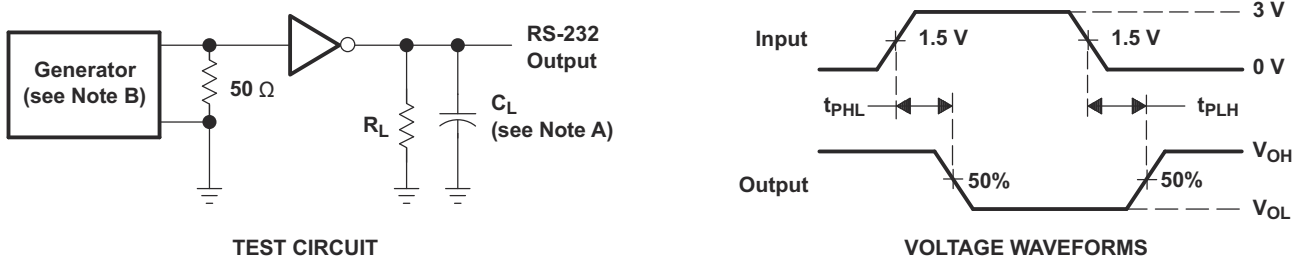 Generator
(see Note B)
50 Ω
RS-232
Output
R_L
C_L
(see Note A)
TEST CIRCUIT
Input
1.5 V
1.5 V
3 V
0 V
t_PHL
t_PLH
Output
50%
50%
V_OH
V_OL
VOLTAGE WAVEFORMS